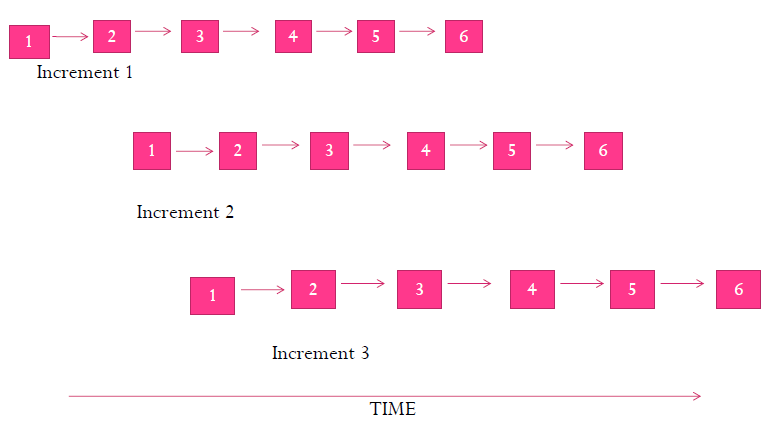 1 2 3 4 5 6
Increment 1
1 2 3 4 5 6
Increment 2
1 2 3 4 5 6
Increment 3
TIME